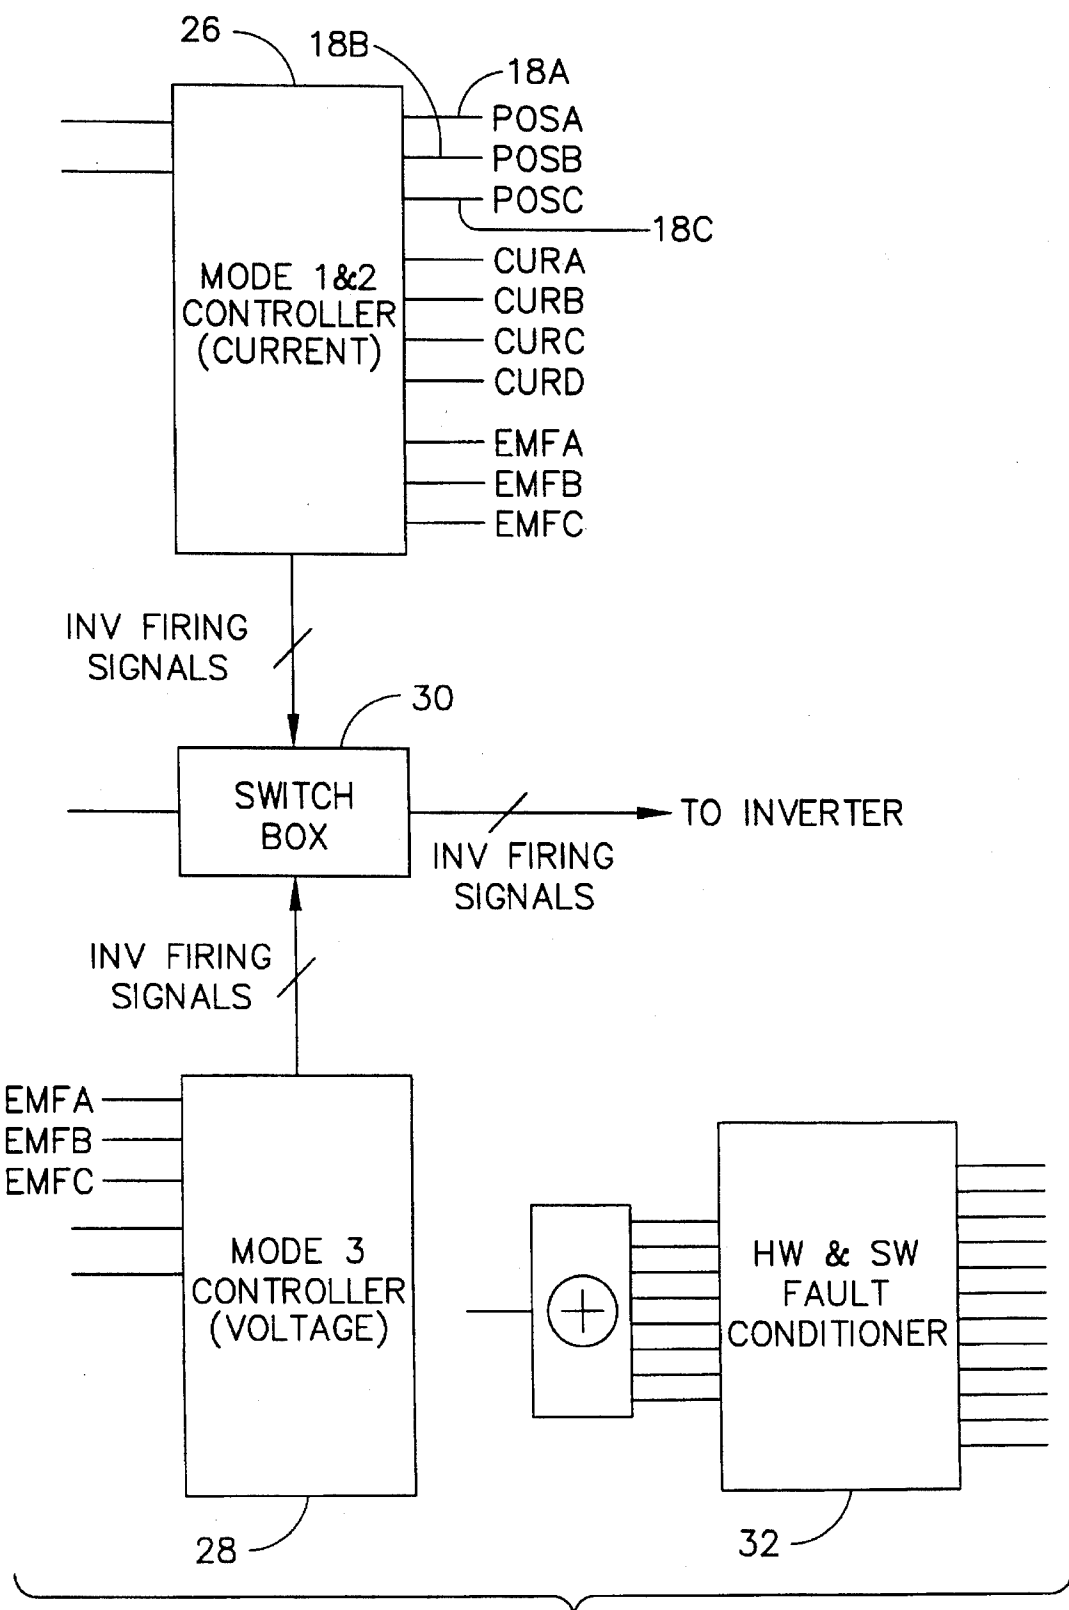 26
18B
18A
POSA
POSB
POSC
18C
CURA
CURB
CURC
CURD
EMFA
EMFB
EMFC
MODE 1&2
CONTROLLER
(CURRENT)
INV FIRING
SIGNALS
30
SWITCH
BOX
TO INVERTER
INV FIRING
SIGNALS
INV FIRING
SIGNALS
EMFA
EMFB
EMFC
MODE 3
CONTROLLER
(VOLTAGE)
28
HW & SW
FAULT
CONDITIONER
32